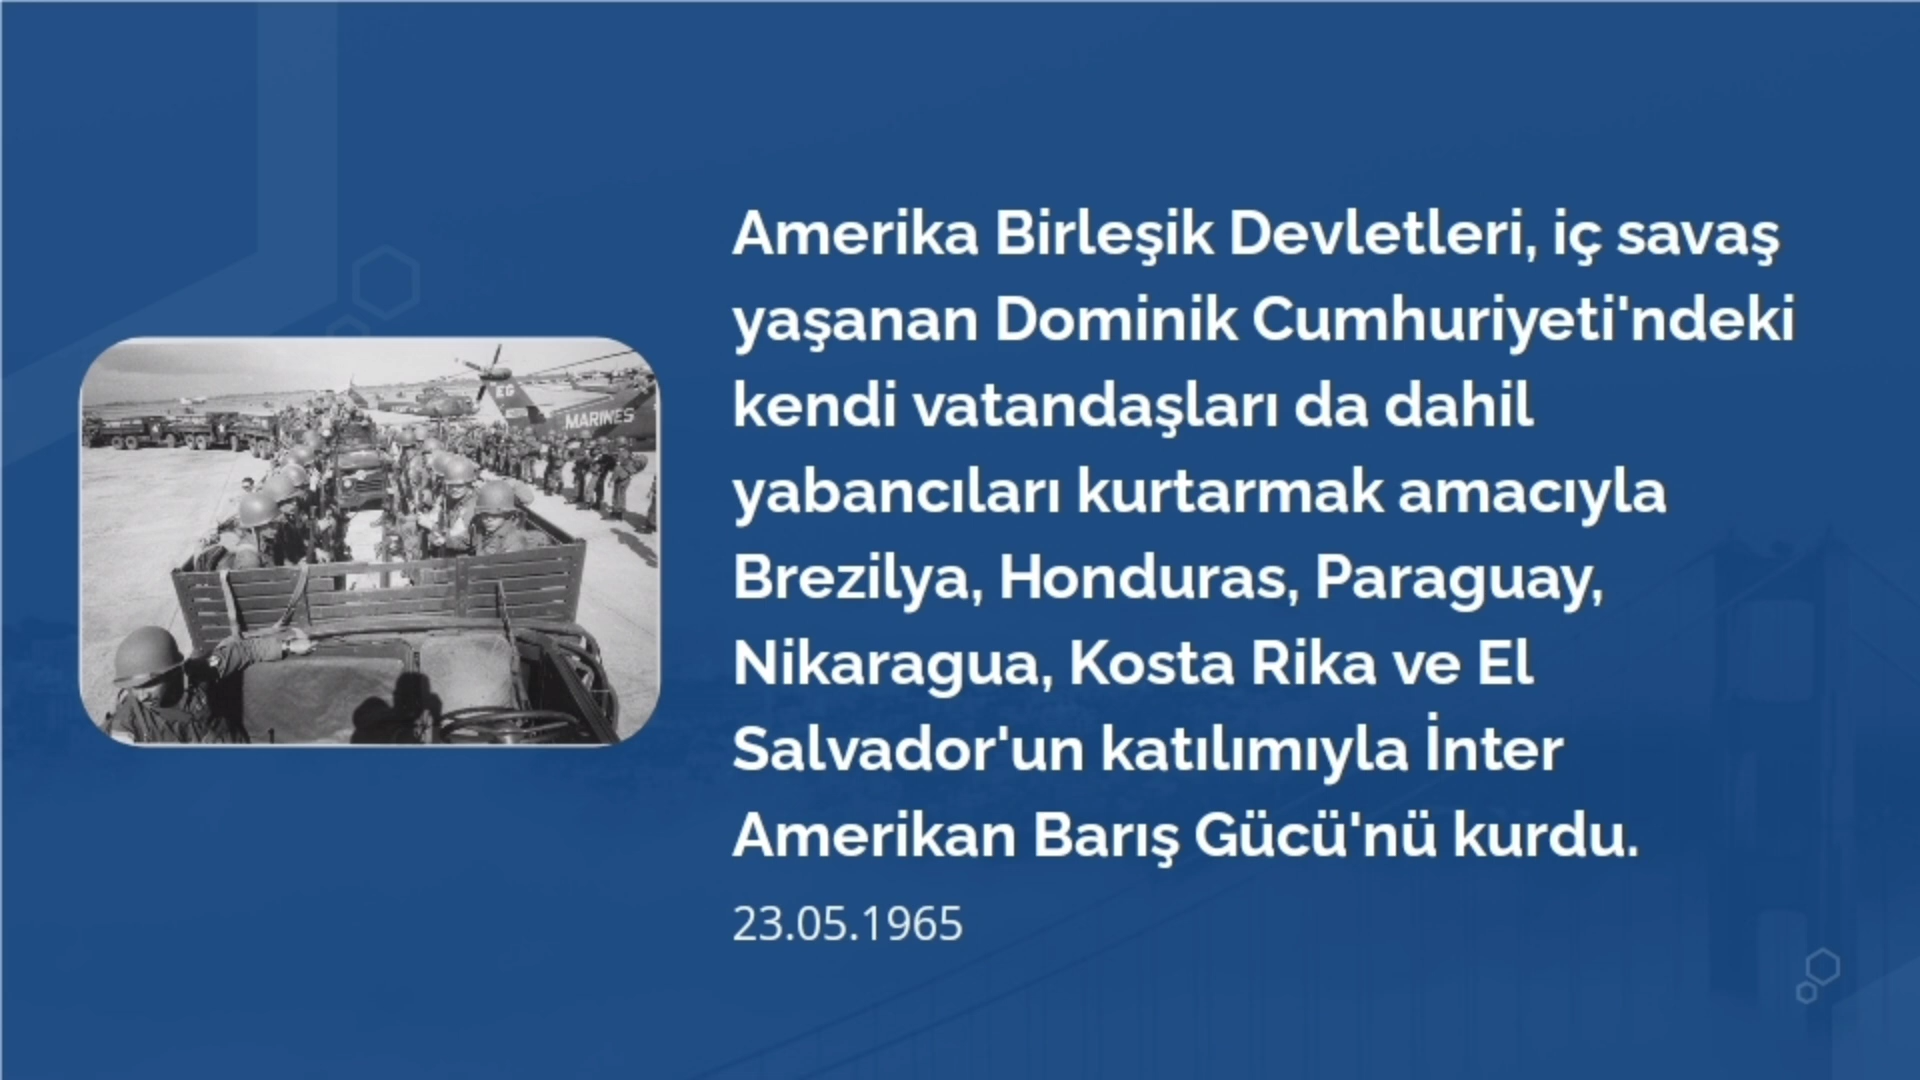 EG
MARINES
Amerika Birleşik Devletleri, iç savaş
yaşanan Dominik Cumhuriyeti'ndeki
kendi vatandaşları da dahil
yabancıları kurtarmak amacıyla
Brezilya, Honduras, Paraguay,
Nikaragua, Kosta Rika ve El
Salvador'un katılımıyla İnter
Amerikan Barış Gücü'nü kurdu.
23.05.1965